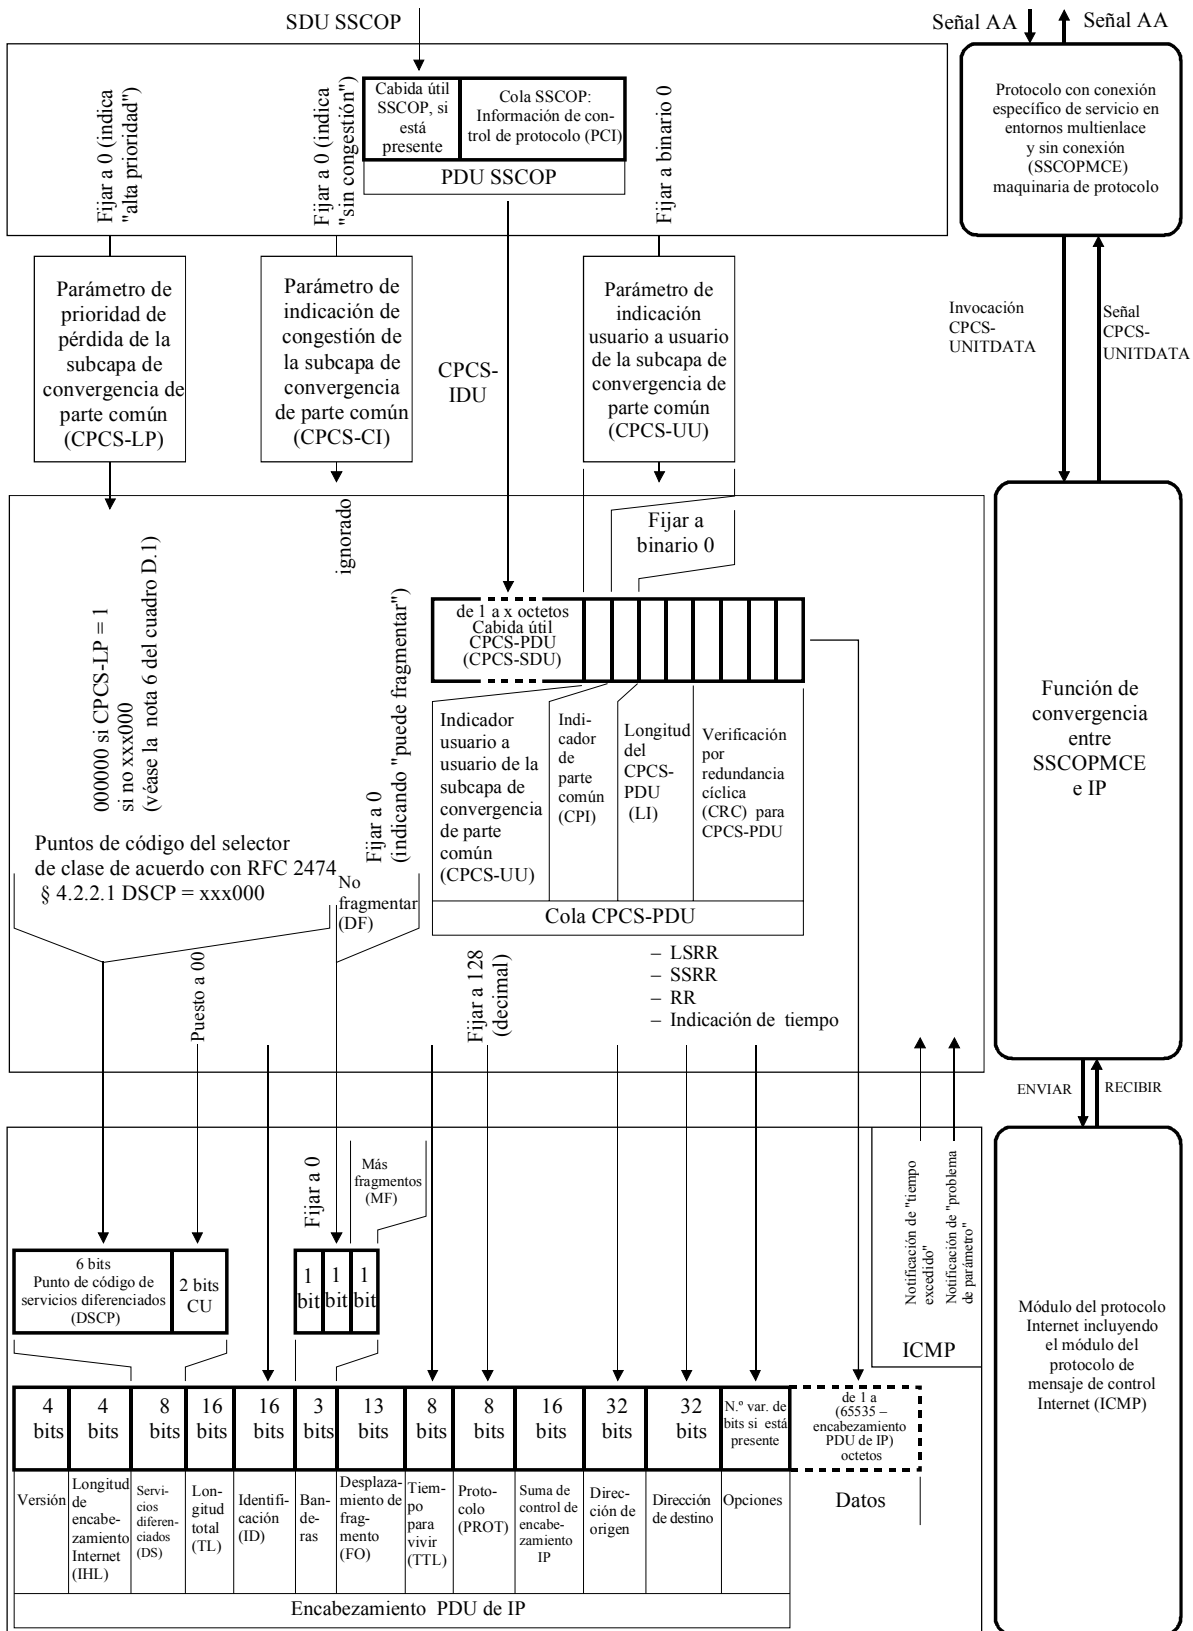 SDU SSCOP
Señal AA
Señal AA
Fijar a 0 (indica
"alta prioridad")
Fijar a 0 (indica
"sin congestión")
Cabida útil
SSCOP, si
está
presente
Cola SSCOP:
Información de con-
trol de protocolo (PCI)
PDU SSCOP
Fijar a binario 0
Protocolo con conexión
específico de servicio en
entornos multienlace
y sin conexión
(SSCOPMCE)
maquinaria de protocolo
Parámetro de
prioridad de
pérdida de la
subcapa de
convergencia de
parte común
(CPCS-LP)
Parámetro de
indicación de
congestión de
la subcapa de
convergencia
de parte común
(CPCS-CI)
CPCS-
IDU
Parámetro de
indicación
usuario a usuario
de la subcapa de
convergencia de
parte común
(CPCS-UU)
Invocación
CPCS-
UNITDATA
Señal
CPCS-
UNITDATA
000000 si CPCS-LP = 1
si no xxx000
(véase la nota 6 del cuadro D.1)
ignorado
Fijar a 0
(indicando "puede fragmentar")
Fijar a
binario 0
de 1 a x octetos
Cabida útil
CPCS-PDU
(CPCS-SDU)
Indicador
usuario a
usuario de la
subcapa de
convergencia
de parte
común
(CPCS-UU)
Indi-
cador
de
parte
común
(CPI)
Longitud
del
CPCS-
PDU
(LI)
Verificación
por
redundancia
cíclica
(CRC) para
CPCS-PDU
Cola CPCS-PDU
Función de
convergencia
entre
SSCOPMCE
e IP
Puntos de código del selector
de clase de acuerdo con RFC 2474
§ 4.2.2.1 DSCP = xxx000
No
fragmentar
(DF)
Puesto a 00
Fijar a 128
(decimal)
– LSRR
– SSRR
– RR
– Indicación de tiempo
ENVIAR
RECIBIR
Fijar a 0
Más
fragmentos
(MF)
Notificación de "tiempo
excedido"
Notificación de "problema
de parámetro"
ICMP
6 bits
Punto de código de
servicios diferenciados
(DSCP)
2 bits
CU
1
bit
1
bit
1
bit
Módulo del protocolo
Internet incluyendo
el módulo del
protocolo de
mensaje de control
Internet (ICMP)
4
bits
4
bits
8
bits
16
bits
16
bits
3
bits
13
bits
8
bits
8
bits
16
bits
32
bits
32
bits
N.º var. de
bits si está
presente
de 1 a
(65535 –
encabezamiento
PDU de IP)
octetos
Versión
Longitud
de
encabe-
zamiento
Internet
(IHL)
Servi-
cios
diferen-
ciados
(DS)
Lon-
gitud
total
(TL)
Identifi-
cación
(ID)
Ban-
de-
ras
Desplaza-
miento de
frag-
mento
(FO)
Tiem-
po
para
vivir
(TTL)
Proto-
colo
(PROT)
Suma de
control de
encabe-
zamiento
IP
Direc-
ción de
origen
Dirección
de destino
Opciones
Datos
Encabezamiento PDU de IP